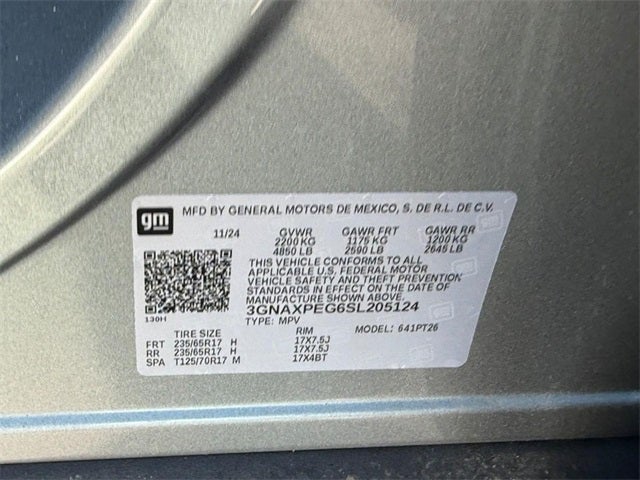 gm
MFD BY GENERAL MOTORS DE MEXICO, S. DE R.L. DE C.V.
11/24 GVWR GAWR FRT GAWR RR
2200 KG 1175 KG 1200 KG
4850 LB 2590 LB 2645 LB
THIS VEHICLE CONFORMS TO ALL
APPLICABLE U.S. FEDERAL MOTOR
VEHICLE SAFETY AND THEFT PREVENTION
STANDARDS IN EFFECT ON THE DATE OF
MANUFACTURE SHOWN ABOVE.
3GNAXPEG6SL205124
130H
TYPE: MPV MODEL: 641PT26
TIRE SIZE RIM
FRT 235/65R17 H 17X7.5J
RR 235/65R17 H 17X7.5J
SPA T125/70R17 M 17X4BT